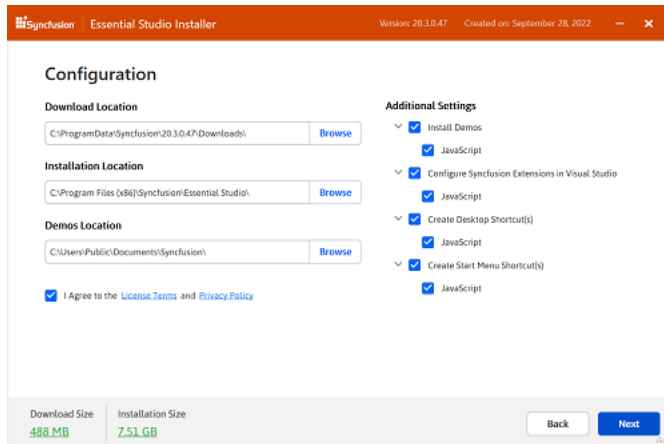 Syncfusion Essential Studio Installer Version: 20.3.0.47 Created on: September 28, 2022
Configuration
Download Location
C:\ProgramData\Syncfusion\20.3.0.47\Downloads\ Browse
Installation Location
C:\Program Files (x86)\Syncfusion\Essential Studio\ Browse
Demos Location
C:\Users\Public\Documents\Syncfusion\ Browse
I Agree to the License Terms and Privacy Policy
Additional Settings
Install Demos
JavaScript
Configure Syncfusion Extensions in Visual Studio
JavaScript
Create Desktop Shortcut(s)
JavaScript
Create Start Menu Shortcut(s)
JavaScript
Download Size
488 MB
Installation Size
7.51 GB
Back
Next